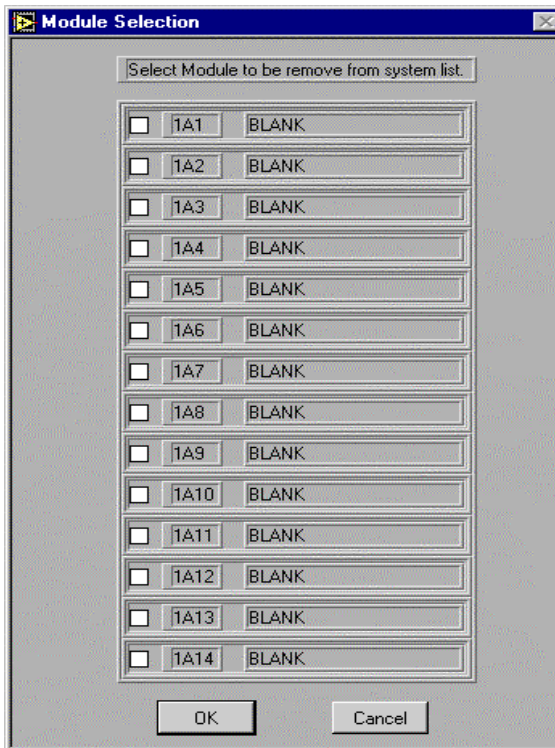 Module Selection
Select Module to be remove from system list.
1A1 BLANK
1A2 BLANK
1A3 BLANK
1A4 BLANK
1A5 BLANK
1A6 BLANK
1A7 BLANK
1A8 BLANK
1A9 BLANK
1A10 BLANK
1A11 BLANK
1A12 BLANK
1A13 BLANK
1A14 BLANK
OK Cancel